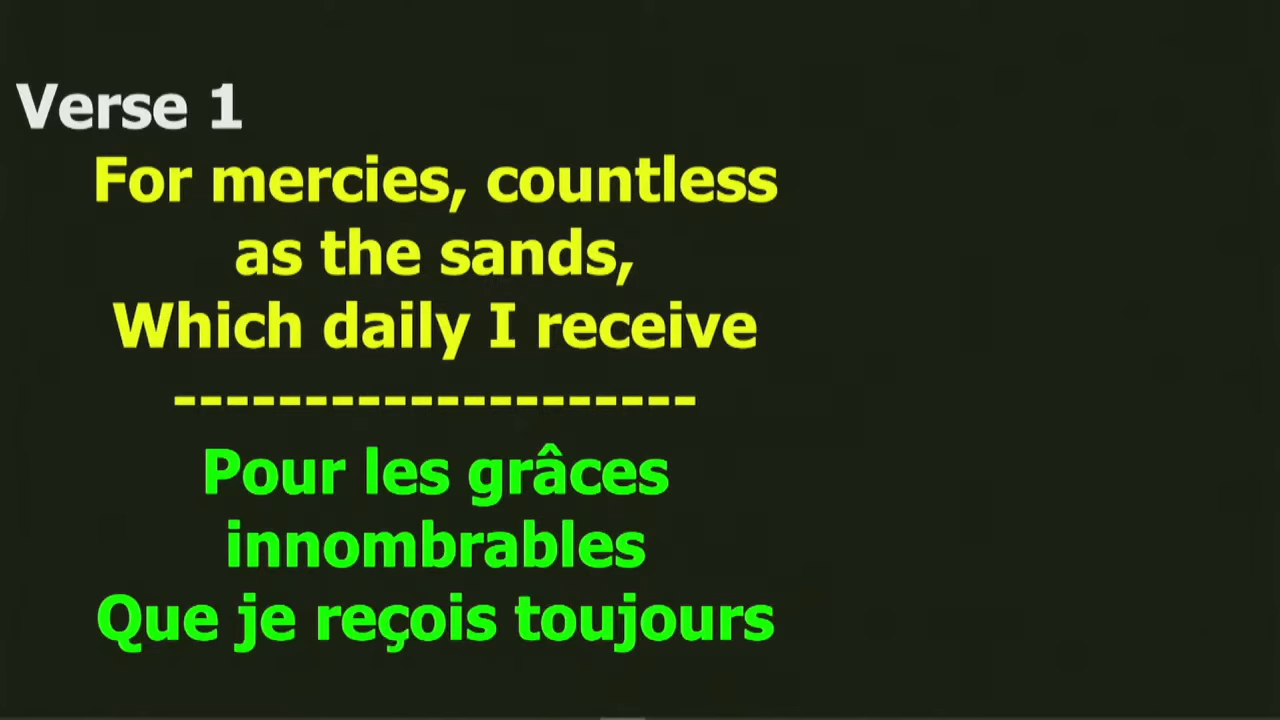 Verse 1
For mercies, countless
as the sands,
Which daily I receive
--------------------
Pour les grâces
innombrables
Que je reçois toujours